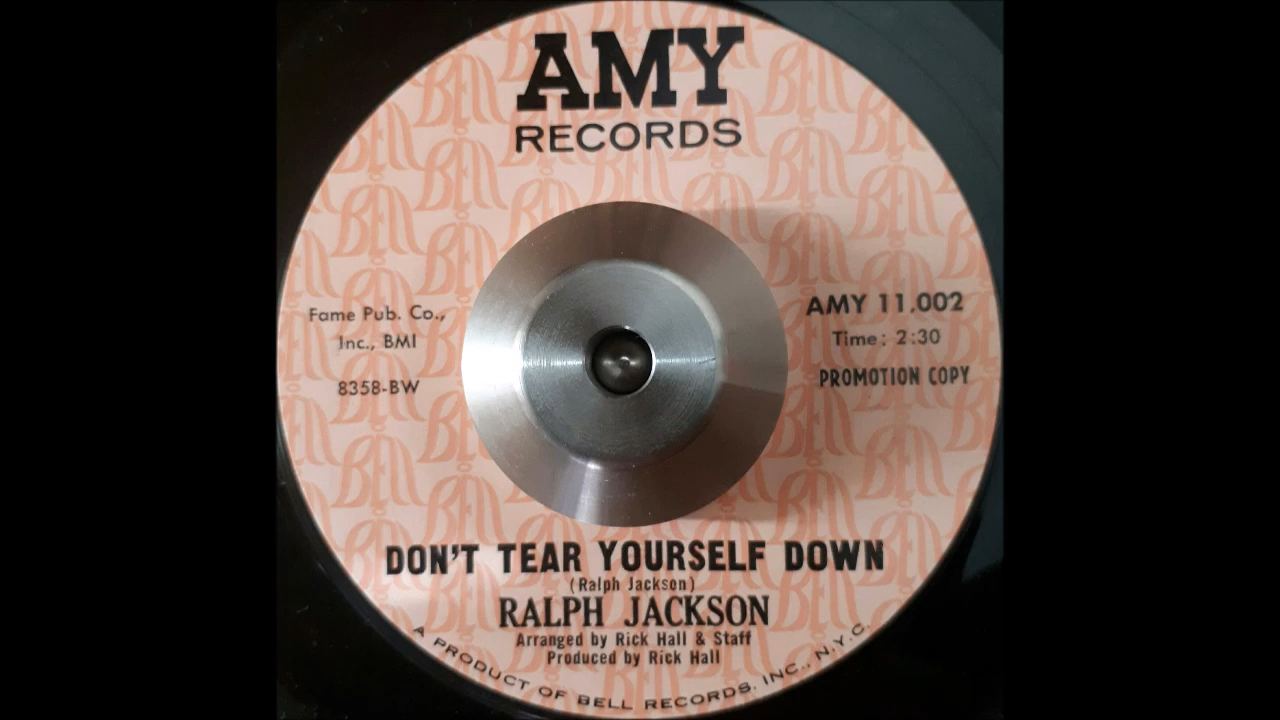 AMY
RECORDS
Fame Pub. Co.,
Inc., BMI
8358-BW
AMY 11.002
Time: 2:30
PROMOTION COPY
DON'T TEAR YOURSELF DOWN
(Ralph Jackson)
RALPH JACKSON
Arranged by Rick Hall & Staff
Produced by Rick Hall
A PRODUCT OF BELL RECORDS, INC., N.Y.C.